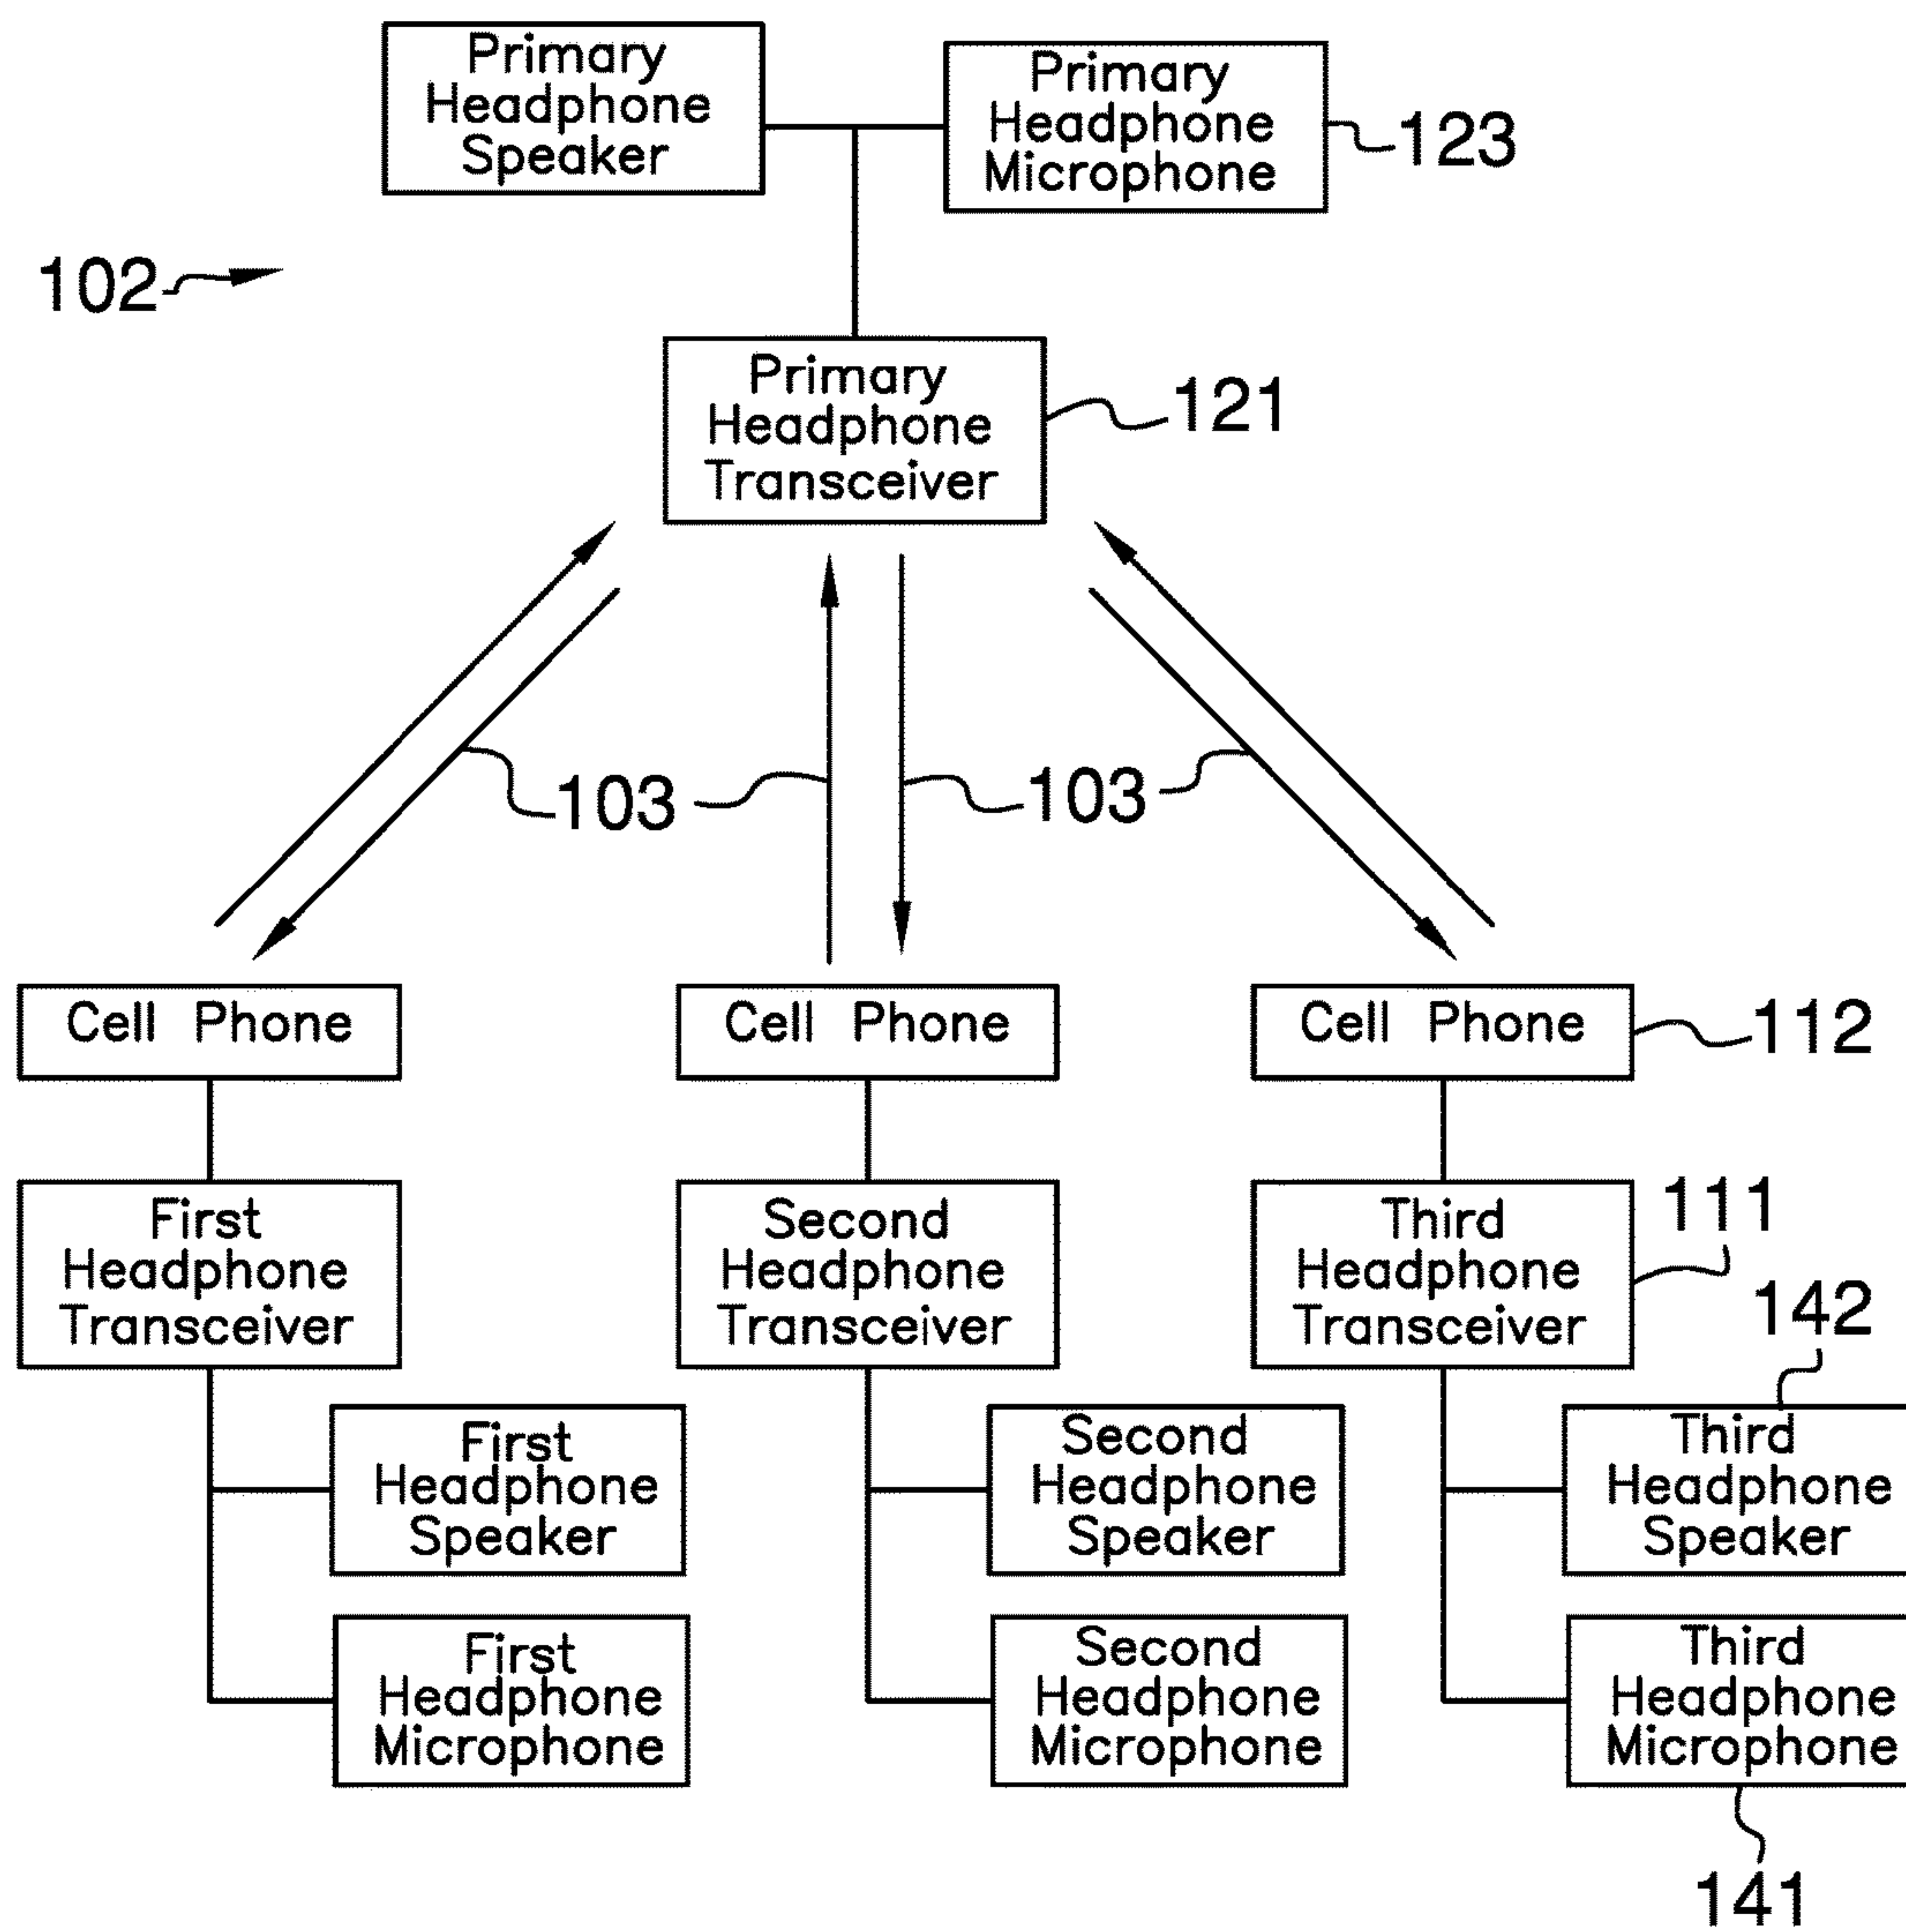 Primary
Headphone
Speaker
Primary
Headphone
Microphone
123
102
Primary
Headphone
Transceiver
121
103
103
Cell Phone
Cell Phone
Cell Phone
112
First
Headphone
Transceiver
Second
Headphone
Transceiver
Third
Headphone
Transceiver
111
142
First
Headphone
Speaker
Second
Headphone
Speaker
Third
Headphone
Speaker
First
Headphone
Microphone
Second
Headphone
Microphone
Third
Headphone
Microphone
141